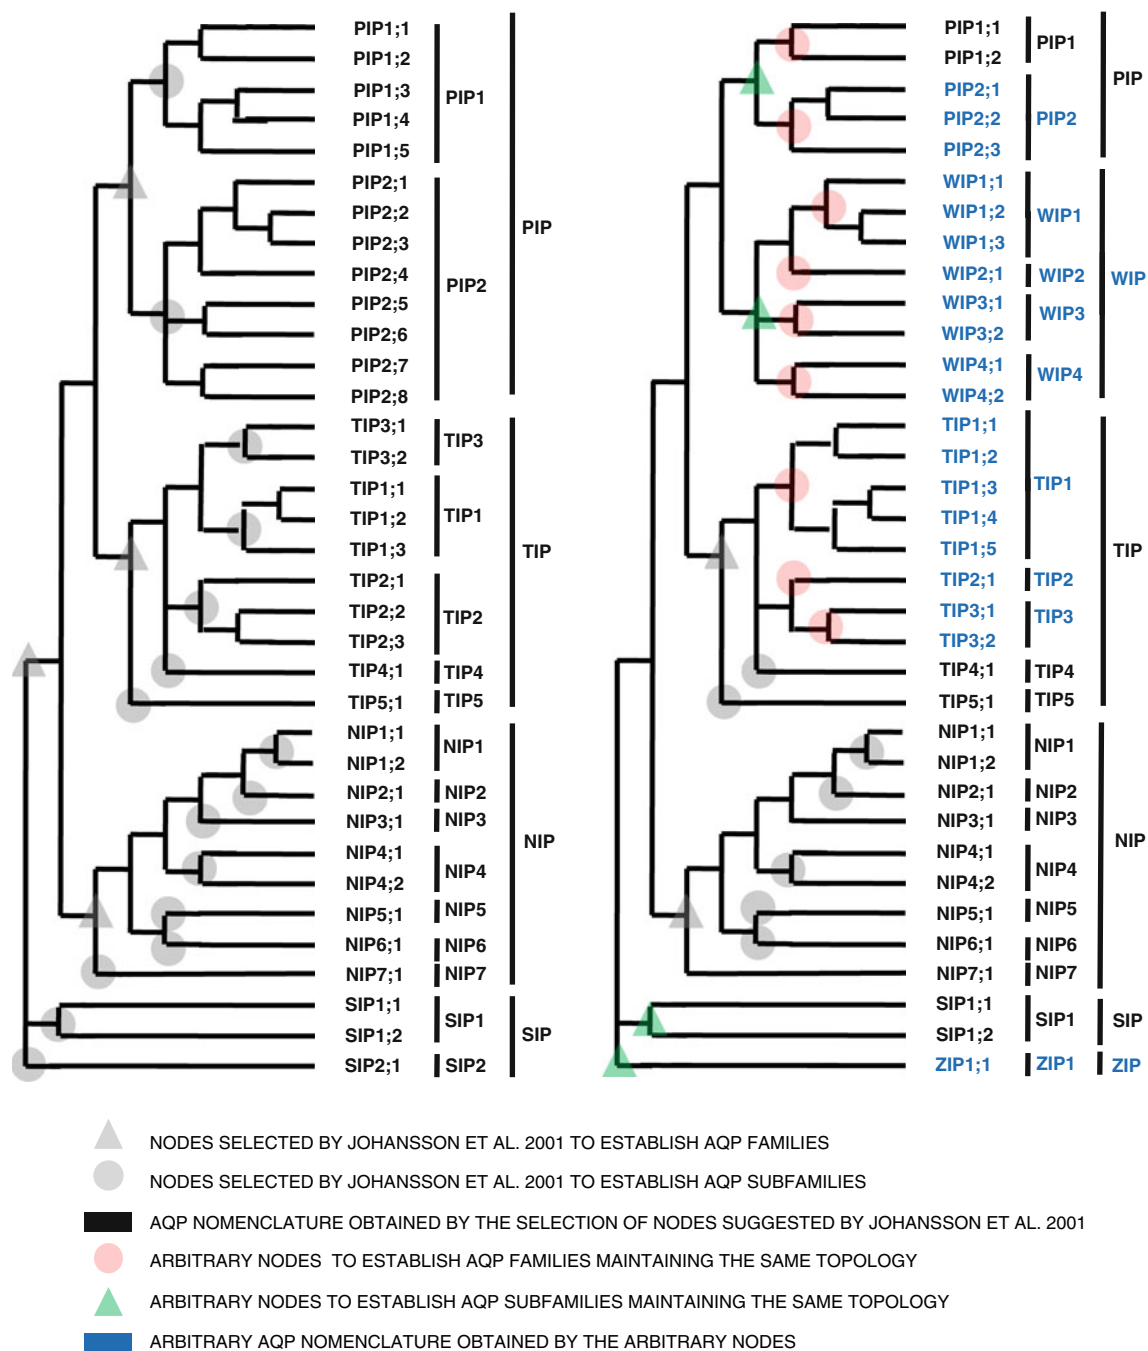 PIP1;1
PIP1;2
PIP1;3
PIP1;4
PIP1;5
PIP2;1
PIP2;2
PIP2;3
PIP2;4
PIP2;5
PIP2;6
PIP2;7
PIP2;8
TIP3;1
TIP3;2
TIP1;1
TIP1;2
TIP1;3
TIP2;1
TIP2;2
TIP2;3
TIP4;1
TIP5;1
NIP1;1
NIP1;2
NIP2;1
NIP3;1
NIP4;1
NIP4;2
NIP5;1
NIP6;1
NIP7;1
SIP1;1
SIP1;2
SIP2;1
PIP1
PIP2
TIP3
TIP1
TIP2
TIP4
TIP5
NIP1
NIP2
NIP3
NIP4
NIP5
NIP6
NIP7
SIP1
SIP2
PIP
TIP
NIP
SIP
PIP1;1
PIP1;2
PIP2;1
PIP2;2
PIP2;3
WIP1;1
WIP1;2
WIP1;3
WIP2;1
WIP3;1
WIP3;2
WIP4;1
WIP4;2
TIP1;1
TIP1;2
TIP1;3
TIP1;4
TIP1;5
TIP2;1
TIP3;1
TIP3;2
TIP4;1
TIP5;1
NIP1;1
NIP1;2
NIP2;1
NIP3;1
NIP4;1
NIP4;2
NIP5;1
NIP6;1
NIP7;1
SIP1;1
SIP1;2
ZIP1;1
PIP1
PIP2
WIP1
WIP2
WIP3
WIP4
TIP1
TIP2
TIP3
TIP4
TIP5
NIP1
NIP2
NIP3
NIP4
NIP5
NIP6
NIP7
SIP1
ZIP1
PIP
WIP
TIP
NIP
SIP
ZIP
NODES SELECTED BY JOHANSSON ET AL. 2001 TO ESTABLISH AQP FAMILIES
NODES SELECTED BY JOHANSSON ET AL. 2001 TO ESTABLISH AQP SUBFAMILIES
AQP NOMENCLATURE OBTAINED BY THE SELECTION OF NODES SUGGESTED BY JOHANSSON ET AL. 2001
ARBITRARY NODES TO ESTABLISH AQP FAMILIES MAINTAINING THE SAME TOPOLOGY
ARBITRARY NODES TO ESTABLISH AQP SUBFAMILIES MAINTAINING THE SAME TOPOLOGY
ARBITRARY AQP NOMENCLATURE OBTAINED BY THE ARBITRARY NODES